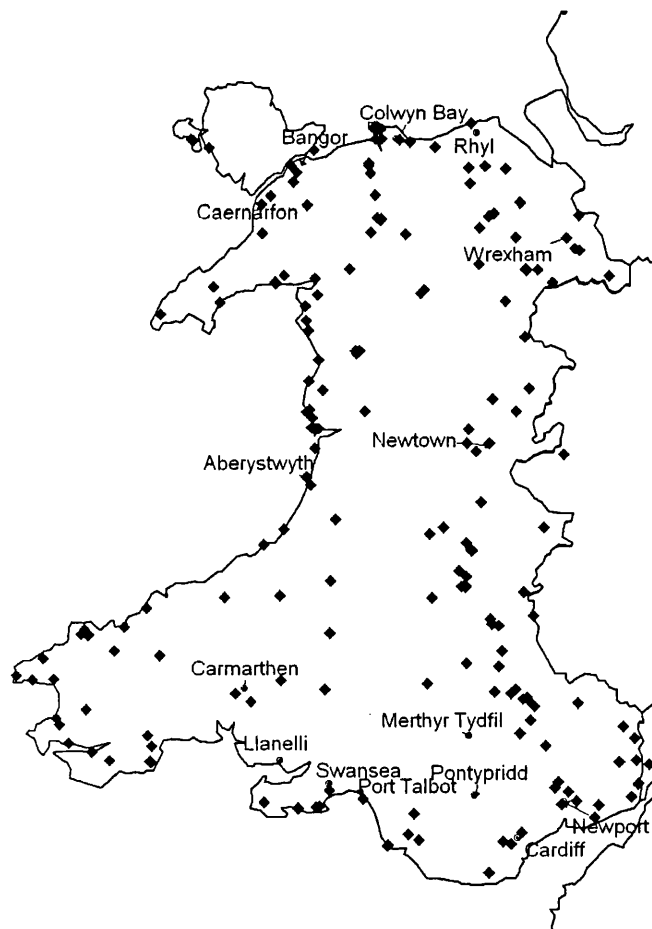 Colwyn Bay
Bangor
Rhyl
Caernarfon
Wrexham
Newtown
Aberystwyth
Carmarthen
Merthyr Tydfil
Llanelli
Swansea
Pontypridd
Port Talbot
Newport
Cardiff